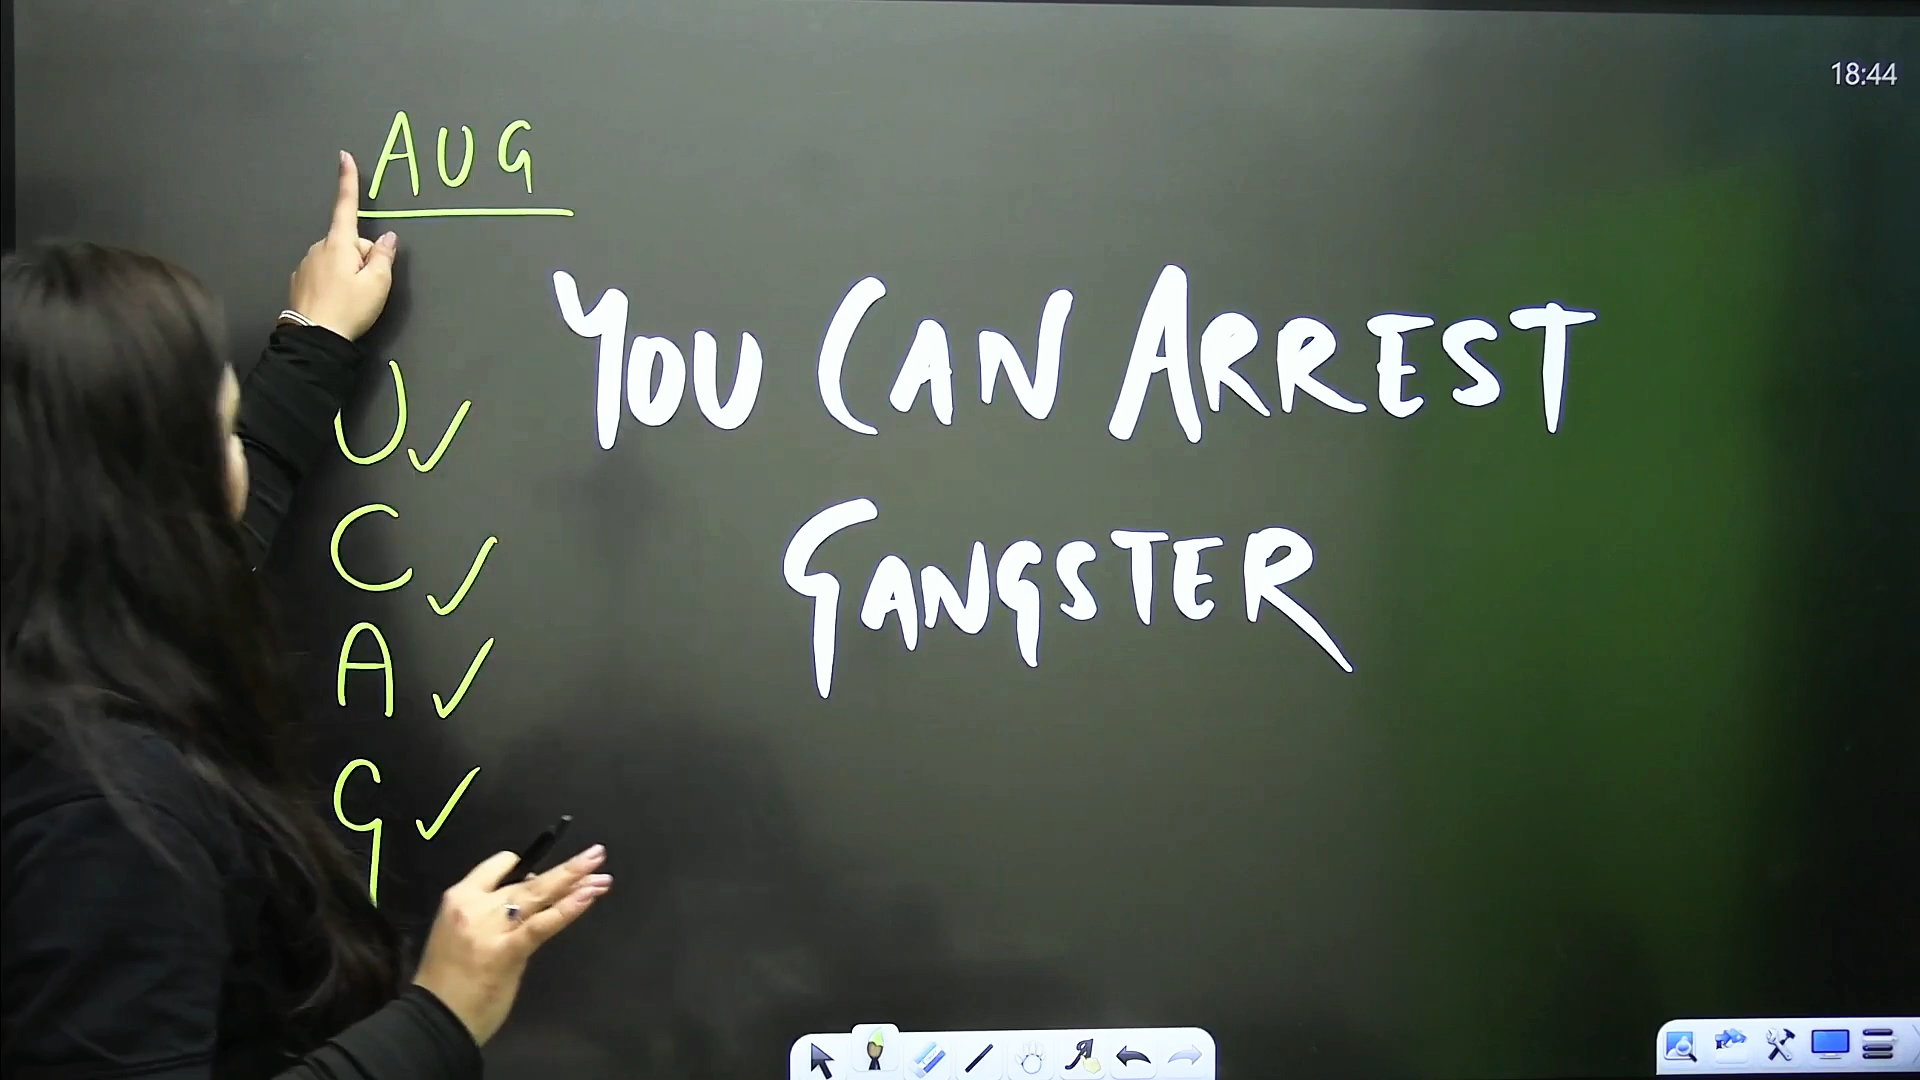 18:44
AUG
YOU CAN ARREST
GANGSTER
U✓
C✓
A✓
G✓